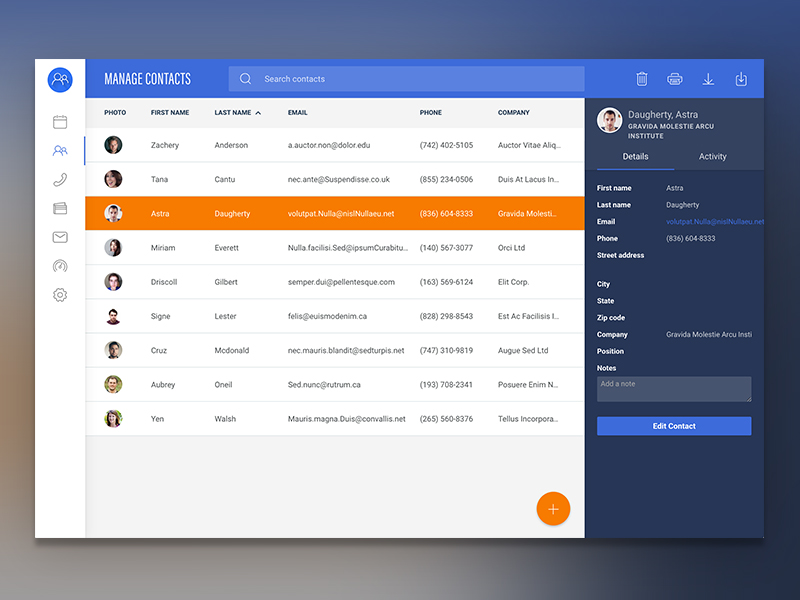 MANAGE CONTACTS
Search contacts
PHOTO FIRST NAME LAST NAME EMAIL PHONE COMPANY
Zachery Anderson a.auctor.non@dolor.edu (742) 402-5105 Auctor Vitae Aliq...
Tana Cantu nec.ante@Suspendisse.co.uk (855) 234-0506 Duis At Lacus In...
Astra Daugherty volutpat.Nulla@nislNullaeu.net (836) 604-8333 Gravida Molesti...
Miriam Everett Nulla.facilisi.Sed@ipsumCurabitu... (140) 567-3077 Orci Ltd
Driscoll Gilbert semper.dui@pellentesque.com (163) 569-6124 Elit Corp.
Signe Lester felis@euismodenim.ca (828) 298-8543 Est Ac Facilisis I...
Cruz Mcdonald nec.mauris.blandit@sedturpis.net (747) 310-9819 Augue Sed Ltd
Aubrey Oneil Sed.nunc@rutrum.ca (193) 708-2341 Posuere Enim N...
Yen Walsh Mauris.magna.Duis@convallis.net (265) 560-8376 Tellus Incorpora...
Daugherty, Astra
GRAVIDA MOLESTIE ARCU
INSTITUTE
Details Activity
First name Astra
Last name Daugherty
Email volutpat.Nulla@nislNullaeu.net
Phone (836) 604-8333
Street address
City
State
Zip code
Company Gravida Molestie Arcu Insti
Position
Notes
Add a note
Edit Contact